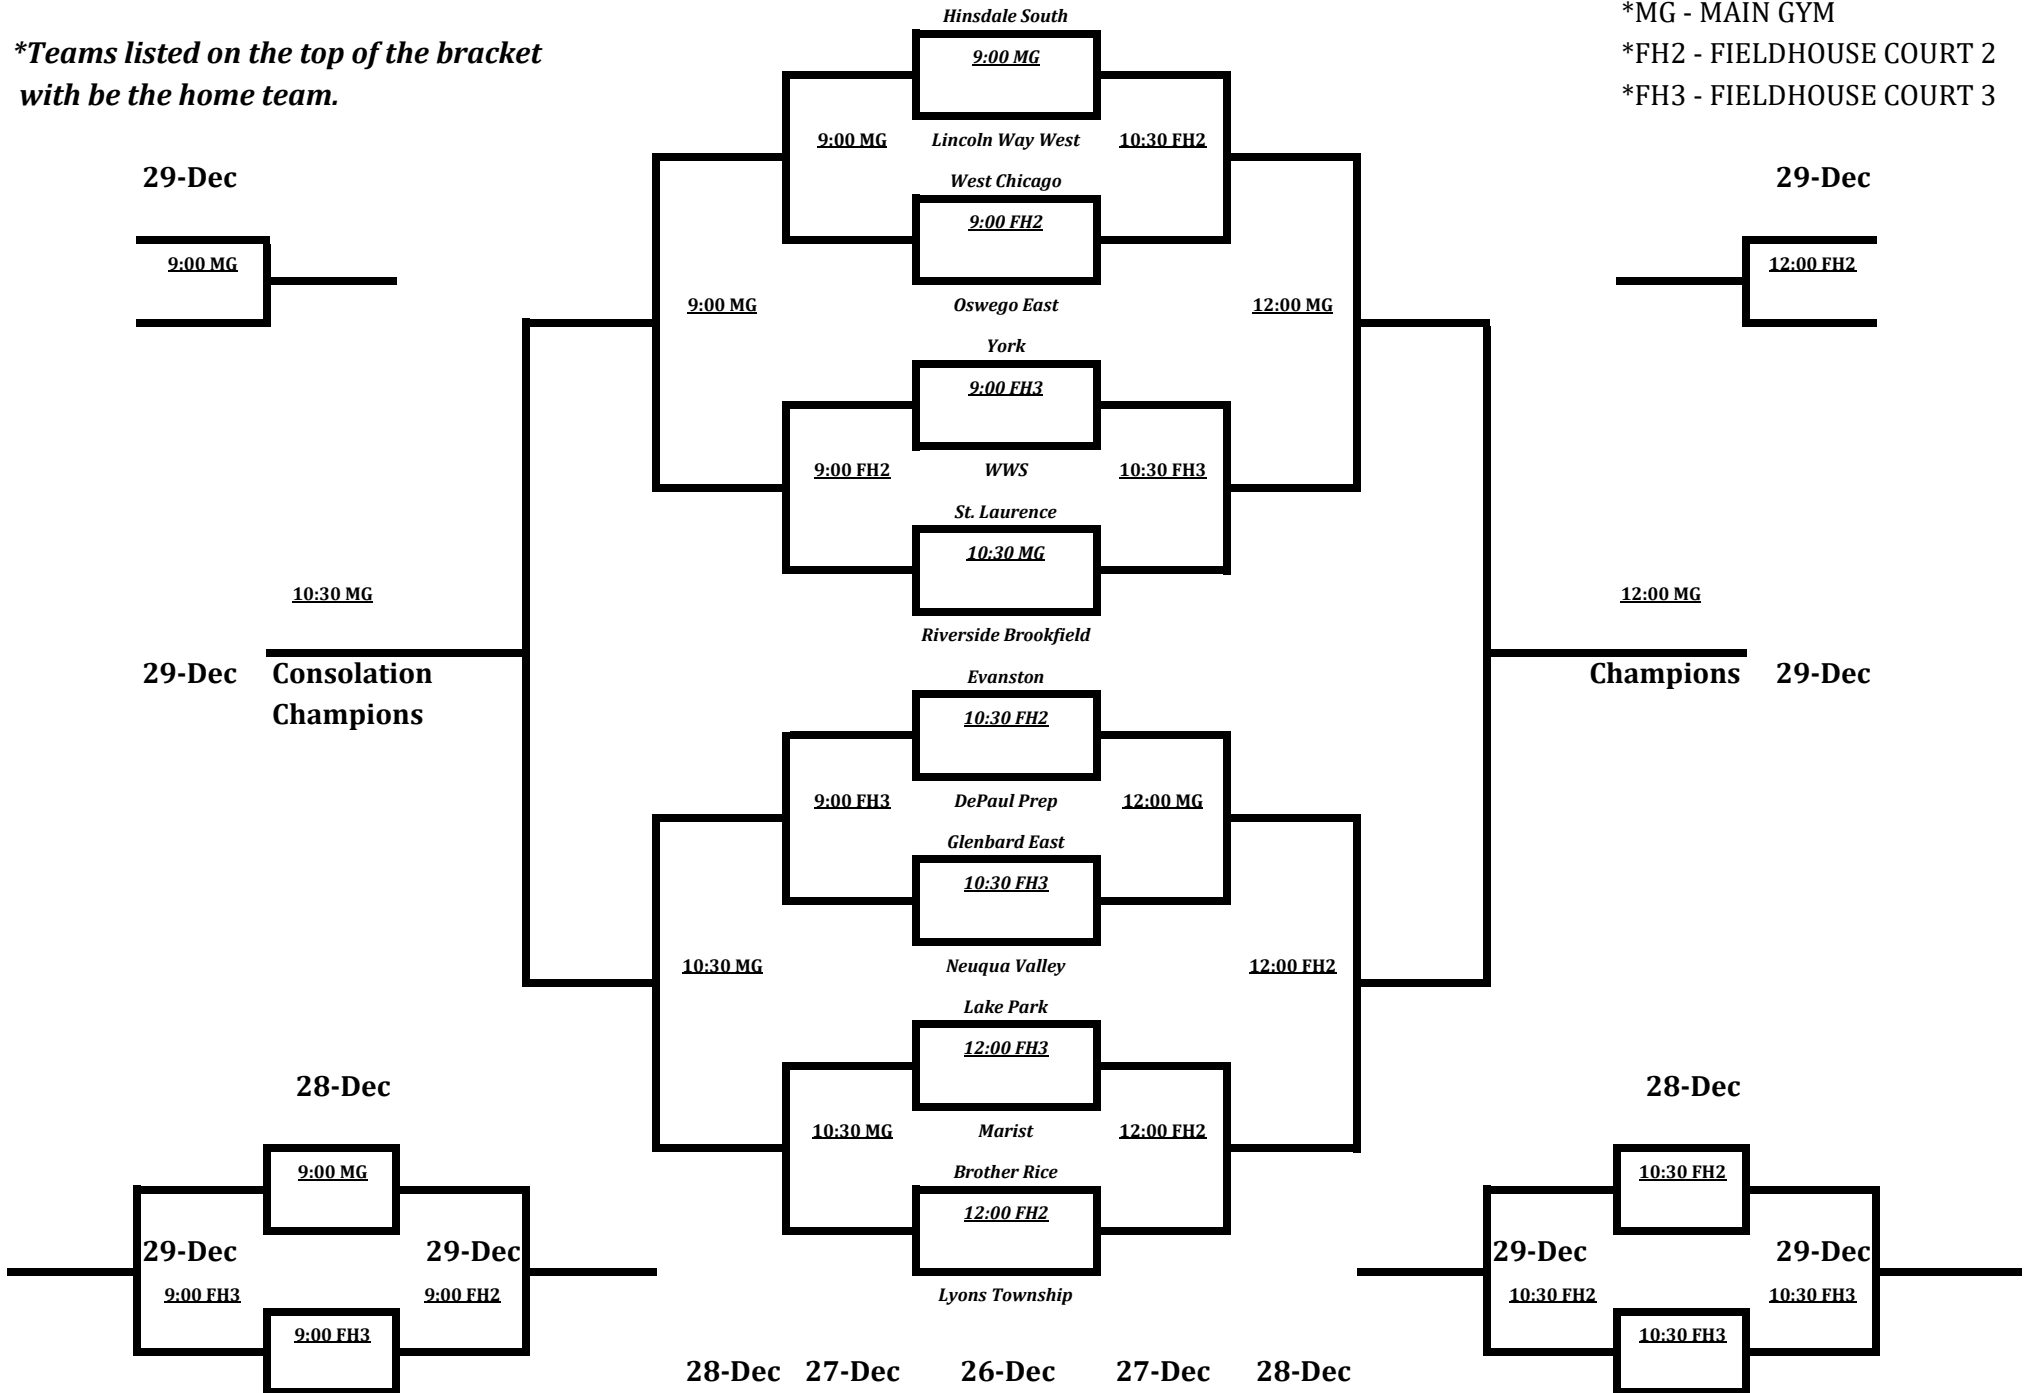 Hinsdale South
*MG - MAIN GYM
*Teams listed on the top of the bracket
with be the home team.
9:00 MG
*FH2 - FIELDHOUSE COURT 2
*FH3 - FIELDHOUSE COURT 3
9:00 MG
Lincoln Way West
10:30 FH2
29-Dec
West Chicago
29-Dec
9:00 FH2
9:00 MG
12:00 FH2
9:00 MG
Oswego East
12:00 MG
York
9:00 FH3
9:00 FH2
WWS
10:30 FH3
St. Laurence
10:30 MG
10:30 MG
12:00 MG
Riverside Brookfield
29-Dec
Consolation
Champions
Evanston
Champions
29-Dec
10:30 FH2
9:00 FH3
DePaul Prep
12:00 MG
Glenbard East
10:30 FH3
10:30 MG
Neuqua Valley
12:00 FH2
Lake Park
12:00 FH3
28-Dec
28-Dec
10:30 MG
Marist
12:00 FH2
9:00 MG
Brother Rice
10:30 FH2
12:00 FH2
29-Dec
29-Dec
29-Dec
29-Dec
9:00 FH3
9:00 FH2
Lyons Township
10:30 FH2
10:30 FH3
9:00 FH3
10:30 FH3
28-Dec
27-Dec
26-Dec
27-Dec
28-Dec